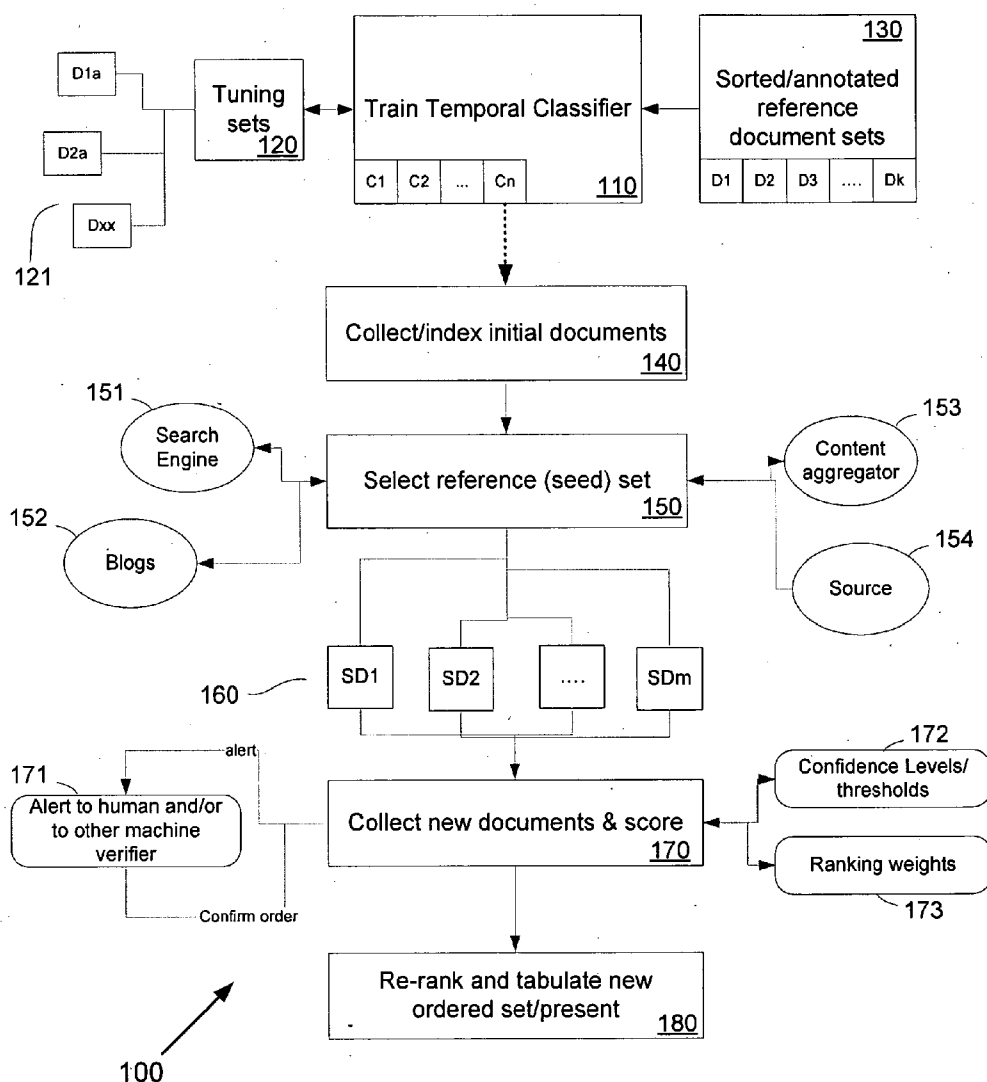 D1a
D2a
Dxx
121
Tuning
sets
120
Train Temporal Classifier
110
C1
C2
...
Cn
130
Sorted/annotated
reference
document sets
D1
D2
D3
....
Dk
Collect/index initial documents
140
151
Search
Engine
152
Blogs
Select reference (seed) set
150
153
Content
aggregator
154
Source
160
SD1
SD2
....
SDm
alert
171
Alert to human and/or
to other machine
verifier
Confirm order
Collect new documents & score
170
172
Confidence Levels/
thresholds
Ranking weights
173
Re-rank and tabulate new
ordered set/present
180
100